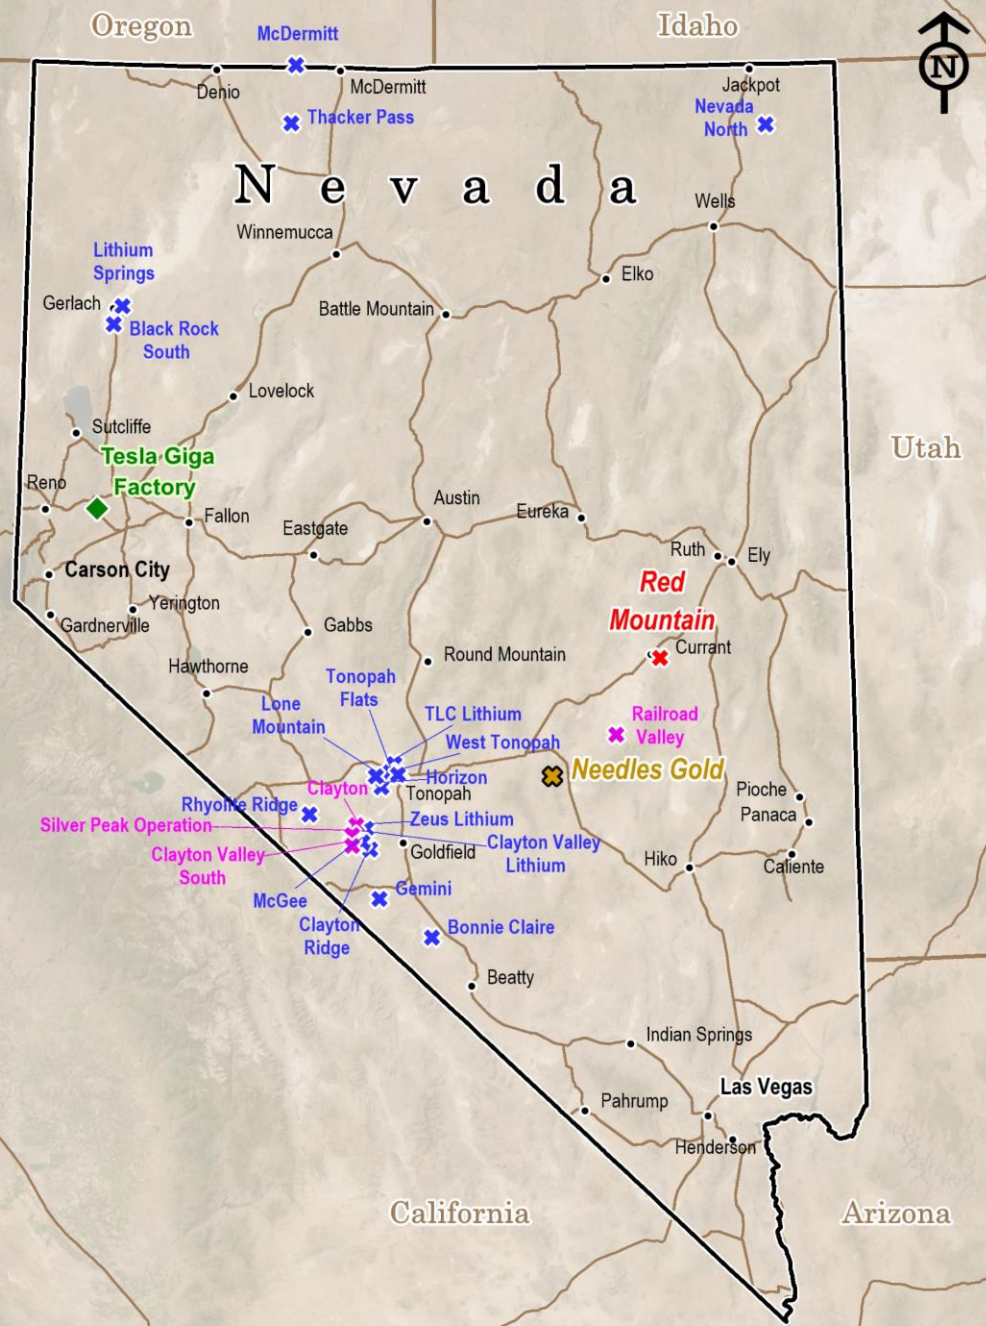 Oregon
Idaho
McDermitt
N
Denio
McDermitt
Jackpot
Thacker Pass
Nevada
North
Nevada
Wells
Winnemucca
Lithium
Springs
Elko
Gerlach
Battle Mountain
Black Rock
South
Lovelock
Sutcliffe
Utah
Tesla Giga
Factory
Reno
Austin
Fallon
Eastgate
Eureka
Ruth
Ely
Carson City
Red
Mountain
Yerington
Gardnerville
Gabbs
Currant
Round Mountain
Hawthorne
Tonopah
Flats
Lone
Mountain
TLC Lithium
Railroad
Valley
West Tonopah
Needles Gold
Horizon
Clayton
Tonopah
Pioche
Rhyolite Ridge
Panaca
Silver Peak Operation
Zeus Lithium
Clayton Valley
Lithium
Clayton Valley
South
Goldfield
Hiko
Caliente
McGee
Gemini
Clayton
Ridge
Bonnie Claire
Beatty
Indian Springs
Las Vegas
Pahrump
Henderson
California
Arizona